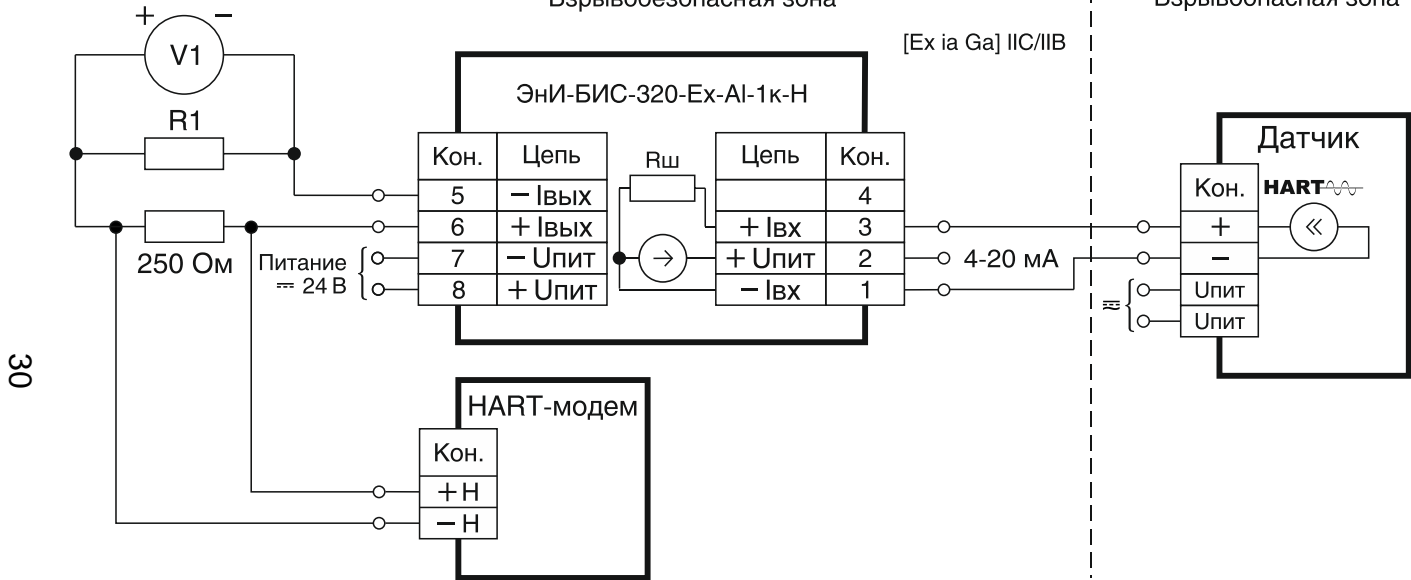 Взрывобезопасная зона
Взрывоопасная зона
[Ex ia Ga] IIC/IIB
+ −
V1
R1
250 Ом
ЭнИ-БИС-320-Ex-AI-1к-Н
Кон. Цепь
5 − Iвых
6 + Iвых
7 − Uпит
8 + Uпит
Питание
⎓ 24 В
Rш
Цепь Кон.
4
+ Iвх 3
+ Uпит 2
− Iвх 1
4-20 мА
Датчик
Кон. HART
+
−
Uпит
Uпит
HART-модем
Кон.
+ H
− H
30